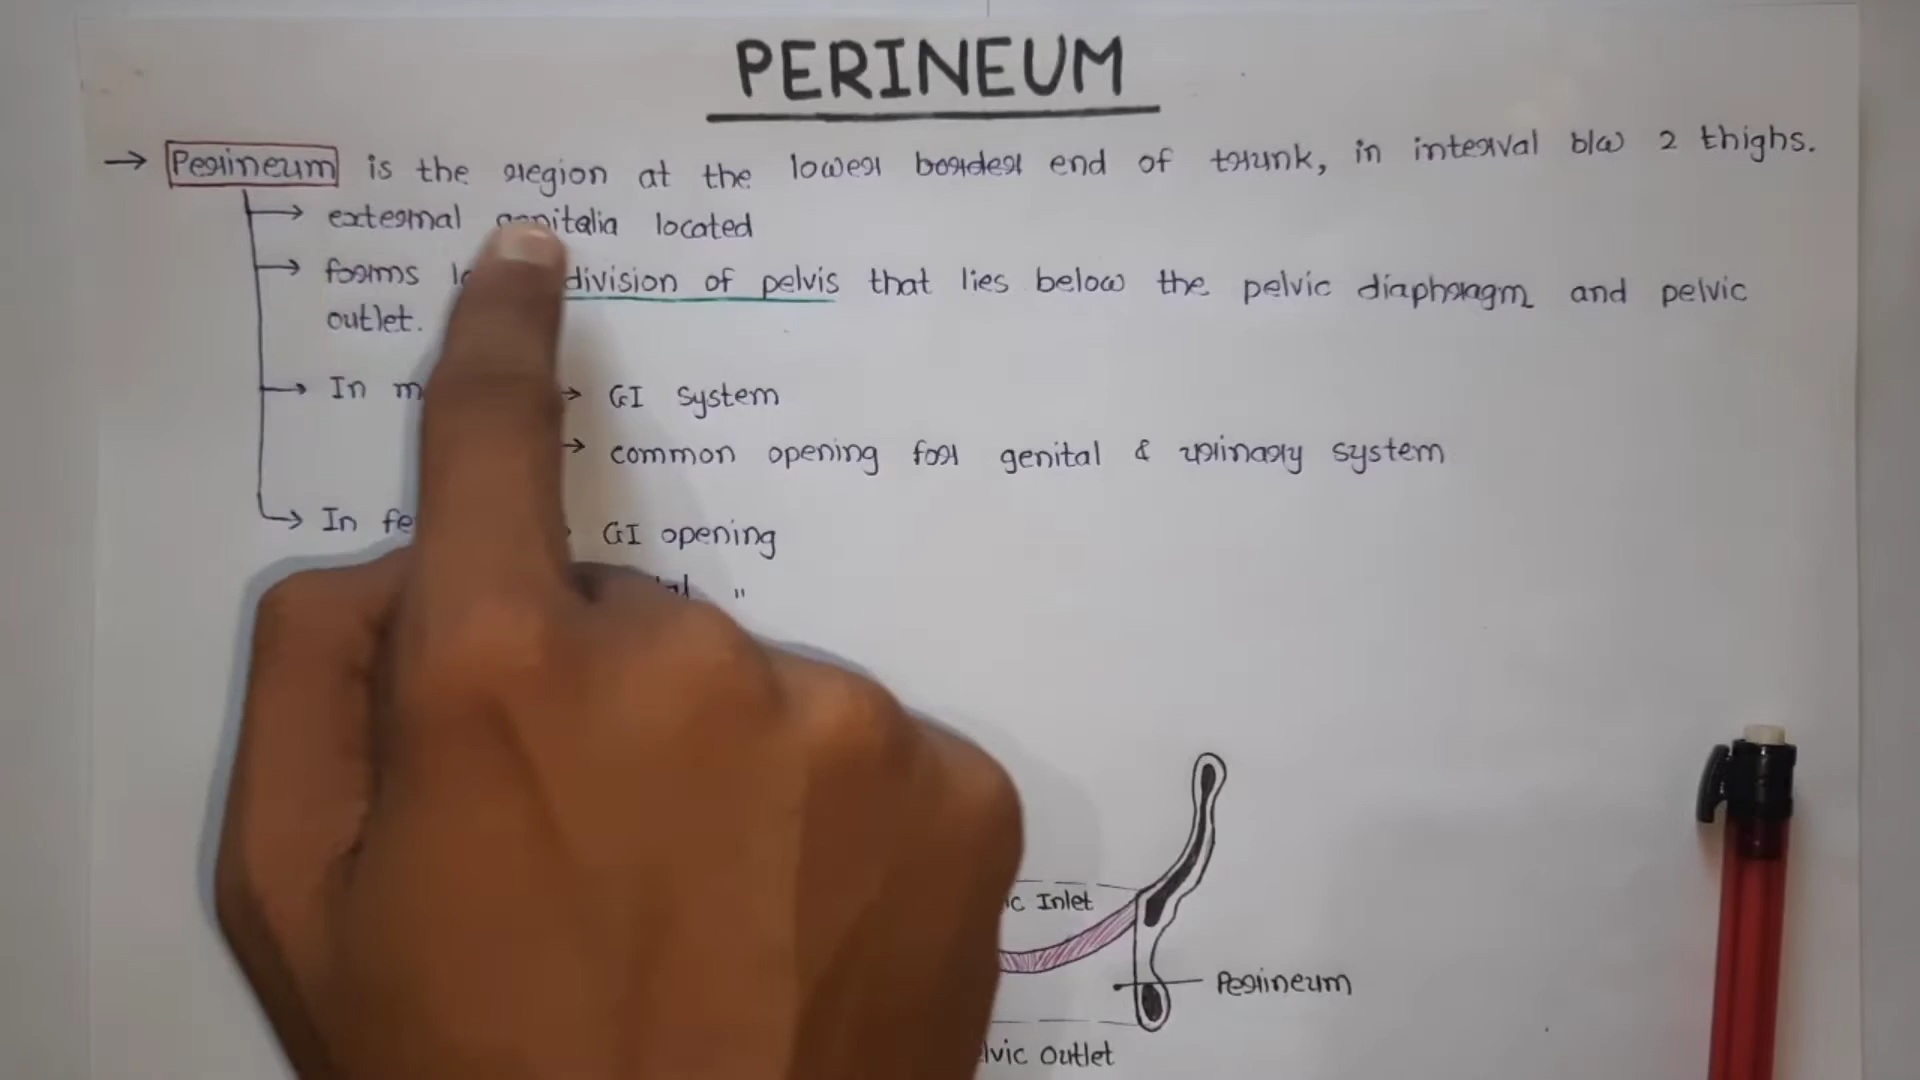 PERINEUM
→ Perineum is the region at the lower border end of trunk, in interval b/w 2 thighs.
→ external genitalia located
→ forms division of pelvis that lies below the pelvic diaphragm and pelvic
outlet.
→ In → GI system
→ common opening for genital & urinary system
→ In GI opening
"
Inlet
Perineum
Outlet